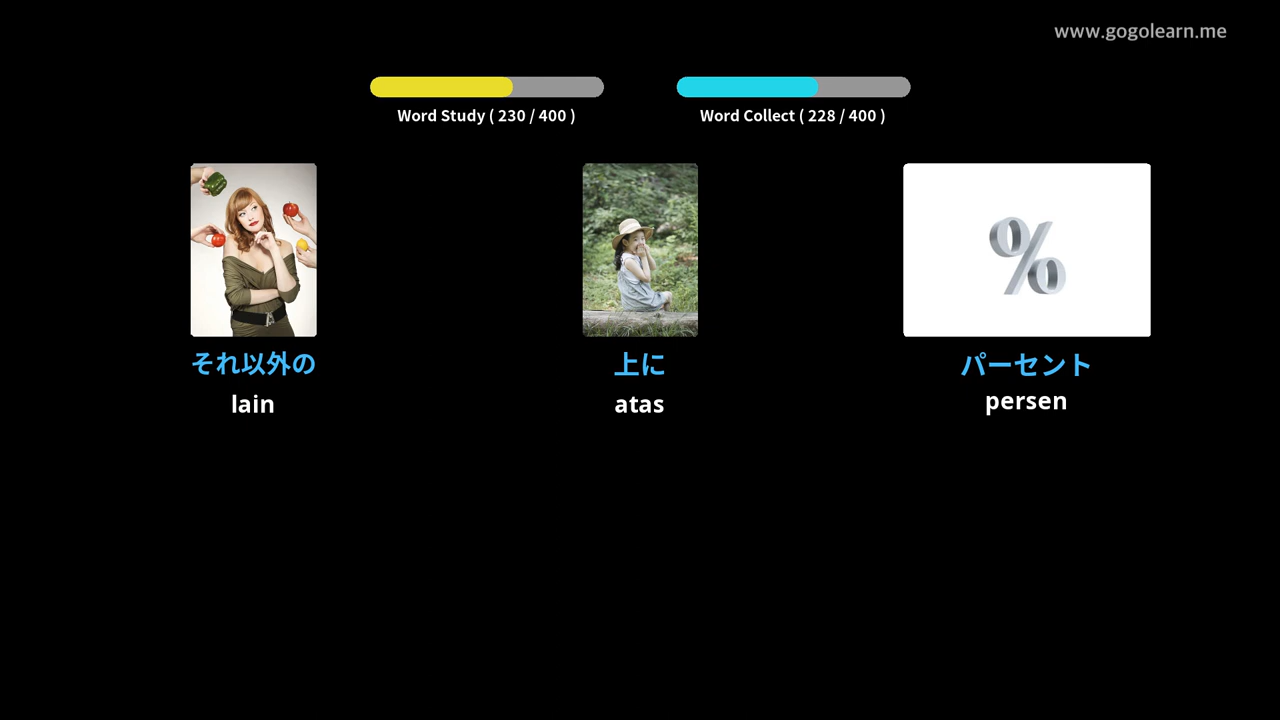 www.gogolearn.me
Word Study ( 230 / 400 )
Word Collect ( 228 / 400 )
それ以外の
lain
上に
atas
パーセント
persen
%